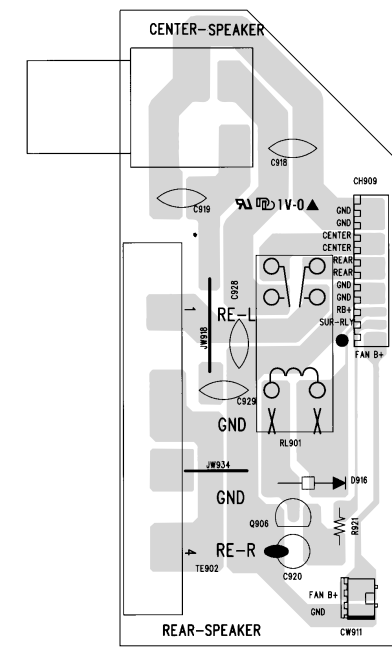 CENTER-SPEAKER
C918
CH909
C919
1V-0
GND
GND
CENTER
CENTER
REAR
REAR
GND
GND
RB+
SUR-RLY
FAN B+
C928
1
RE-L
JW918
C929
GND
RL901
JW934
GND
D916
Q906
R921
4
RE-R
TE902
C920
FAN B+
GND
CW911
REAR-SPEAKER